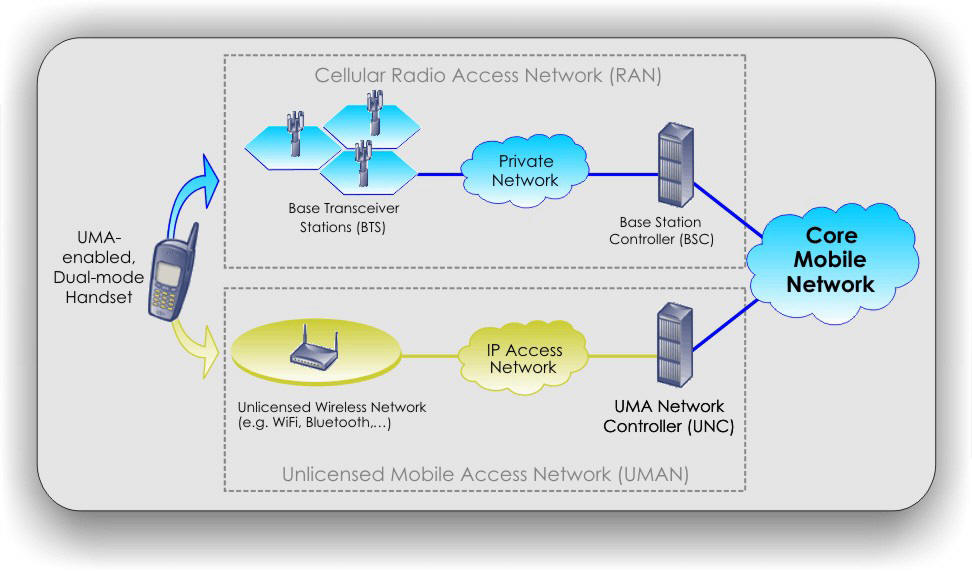 Cellular Radio Access Network (RAN)
Private
Network
Base Transceiver
Stations (BTS)
Base Station
Controller (BSC)
UMA-
enabled,
Dual-mode
Handset
Core
Mobile
Network
IP Access
Network
Unlicensed Wireless Network
(e.g. WiFi, Bluetooth,...)
UMA Network
Controller (UNC)
Unlicensed Mobile Access Network (UMAN)